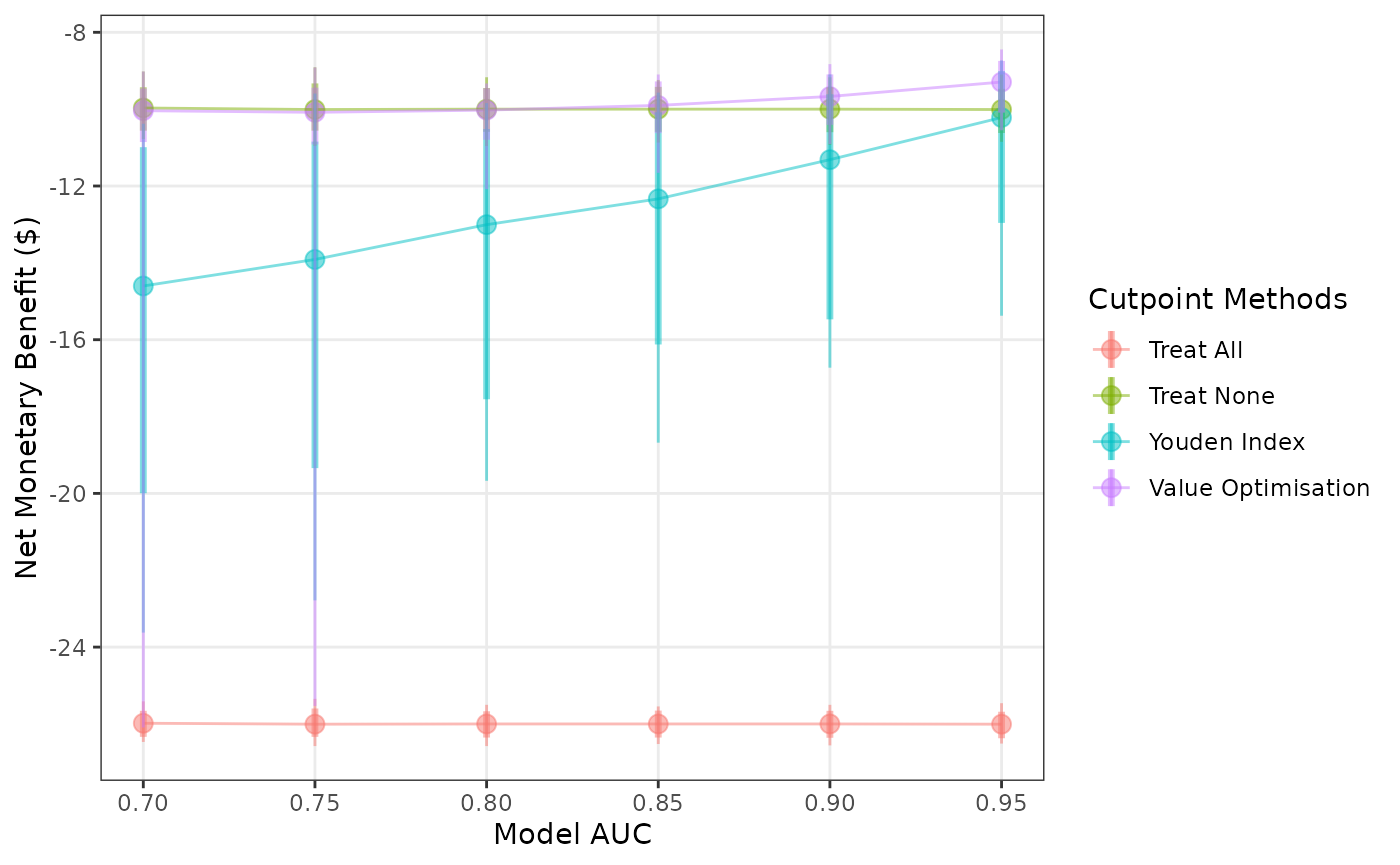 -8
-12
-16
-20
-24
Net Monetary Benefit ($)
0.70 0.75 0.80 0.85 0.90 0.95
Model AUC
Cutpoint Methods
Treat All
Treat None
Youden Index
Value Optimisation